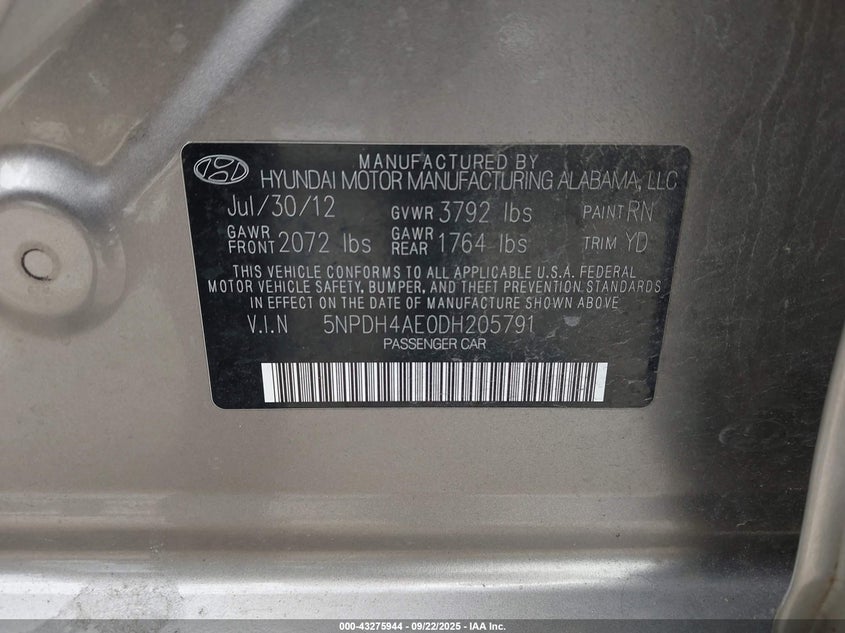 MANUFACTURED BY
HYUNDAI MOTOR MANUFACTURING ALABAMA, LLC
Jul/30/12 GVWR 3792 lbs PAINT RN
GAWR FRONT 2072 lbs GAWR REAR 1764 lbs TRIM YD
THIS VEHICLE CONFORMS TO ALL APPLICABLE U.S.A. FEDERAL
MOTOR VEHICLE SAFETY, BUMPER, AND THEFT PREVENTION STANDARDS
IN EFFECT ON THE DATE OF MANUFACTURE SHOWN ABOVE.
V.I.N 5NPDH4AE0DH205791
PASSENGER CAR
000-43275944 - 09/22/2025 - IAA Inc.